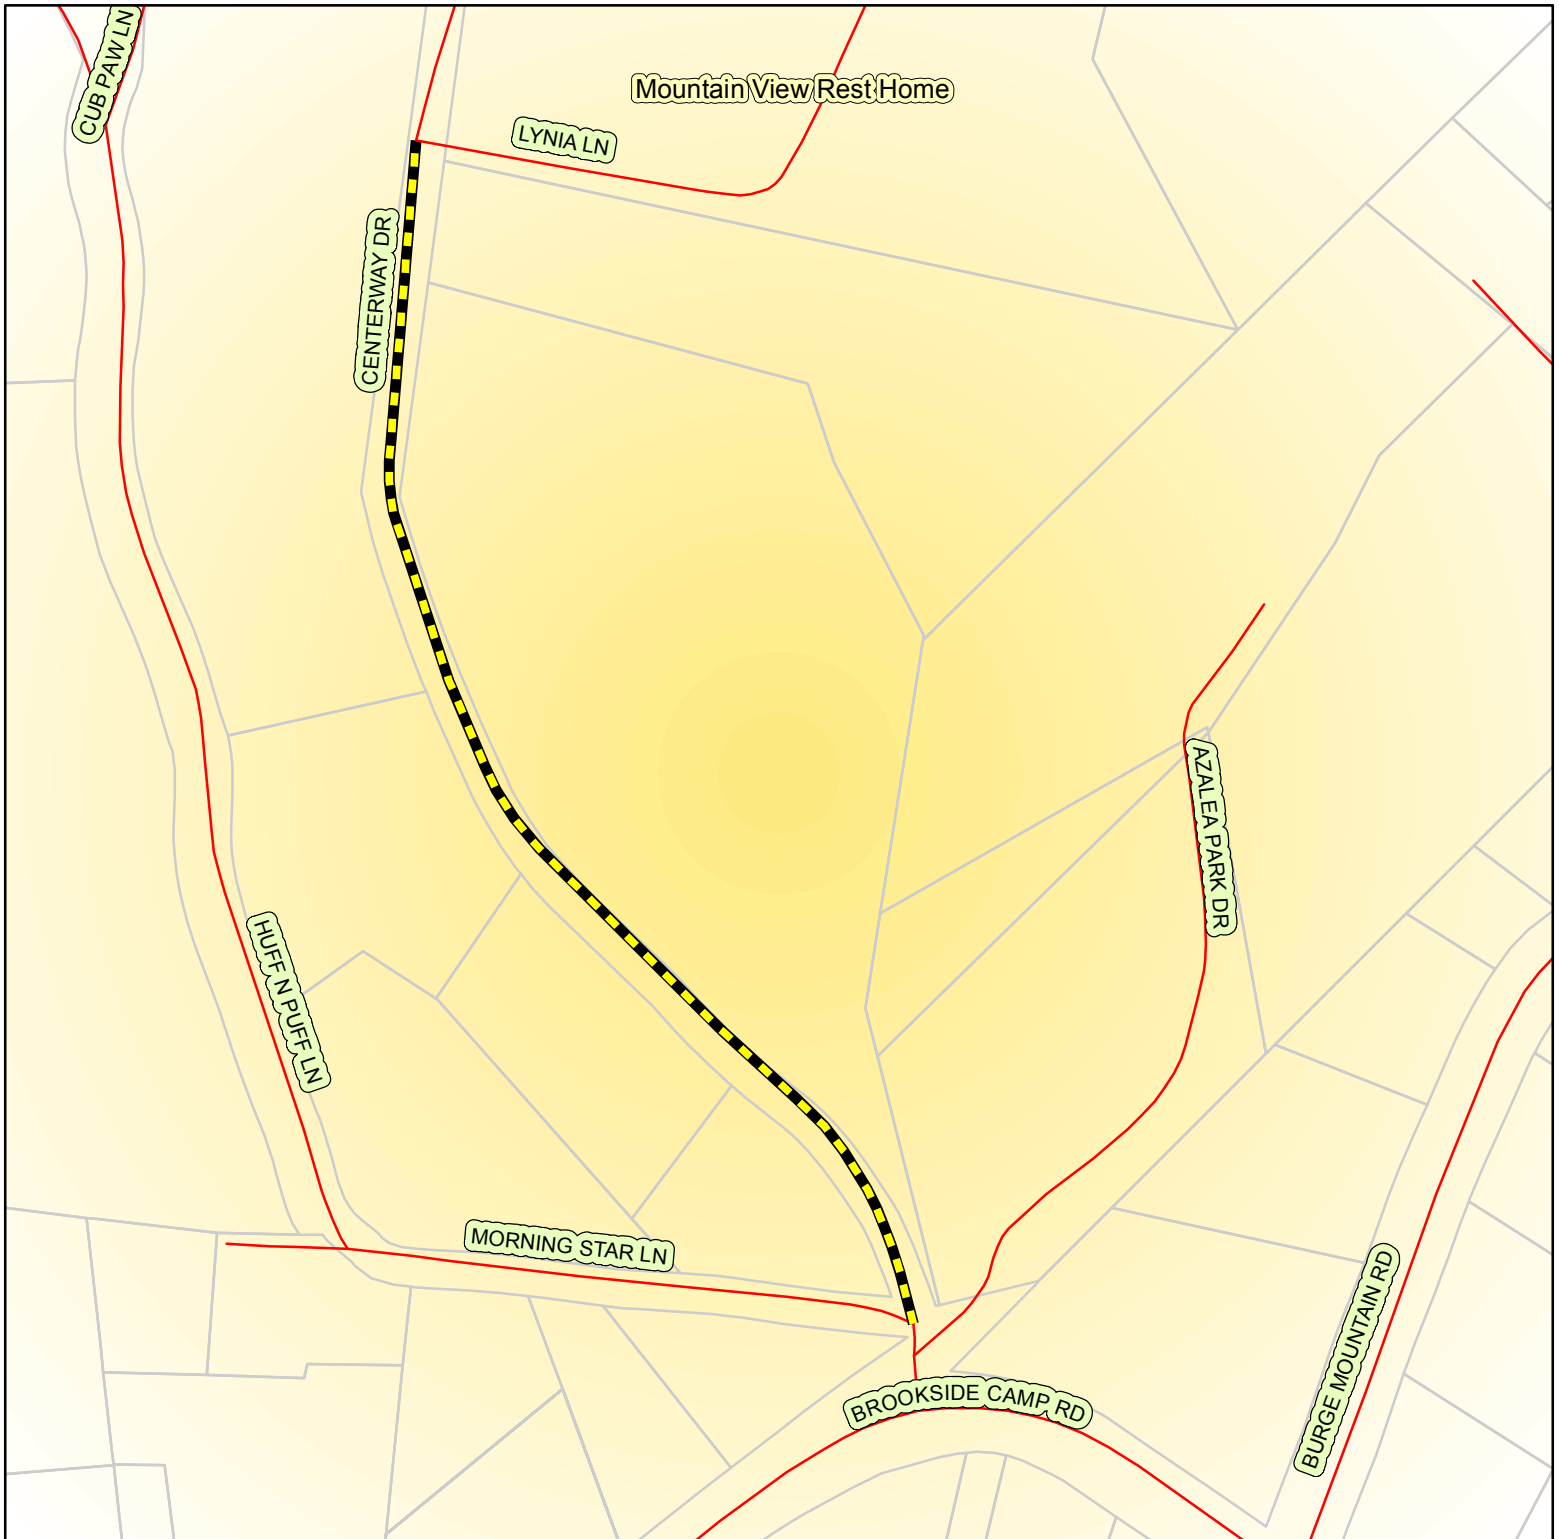 CUB PAW LN
Mountain View Rest Home
LYNIA LN
CENTERWAY DR
AZALEA PARK DR
HUFF N PUFF LN
MORNING STAR LN
BURGE MOUNTAIN RD
BROOKSIDE CAMP RD